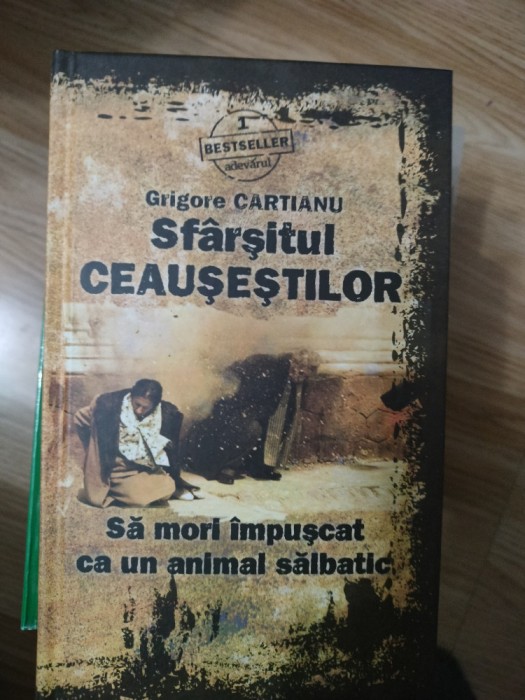 1
BESTSELLER
adevărul
Grigore CARTIANU
Sfârşitul
CEAUŞEŞTILOR
Să mori împuşcat
ca un animal sălbatic